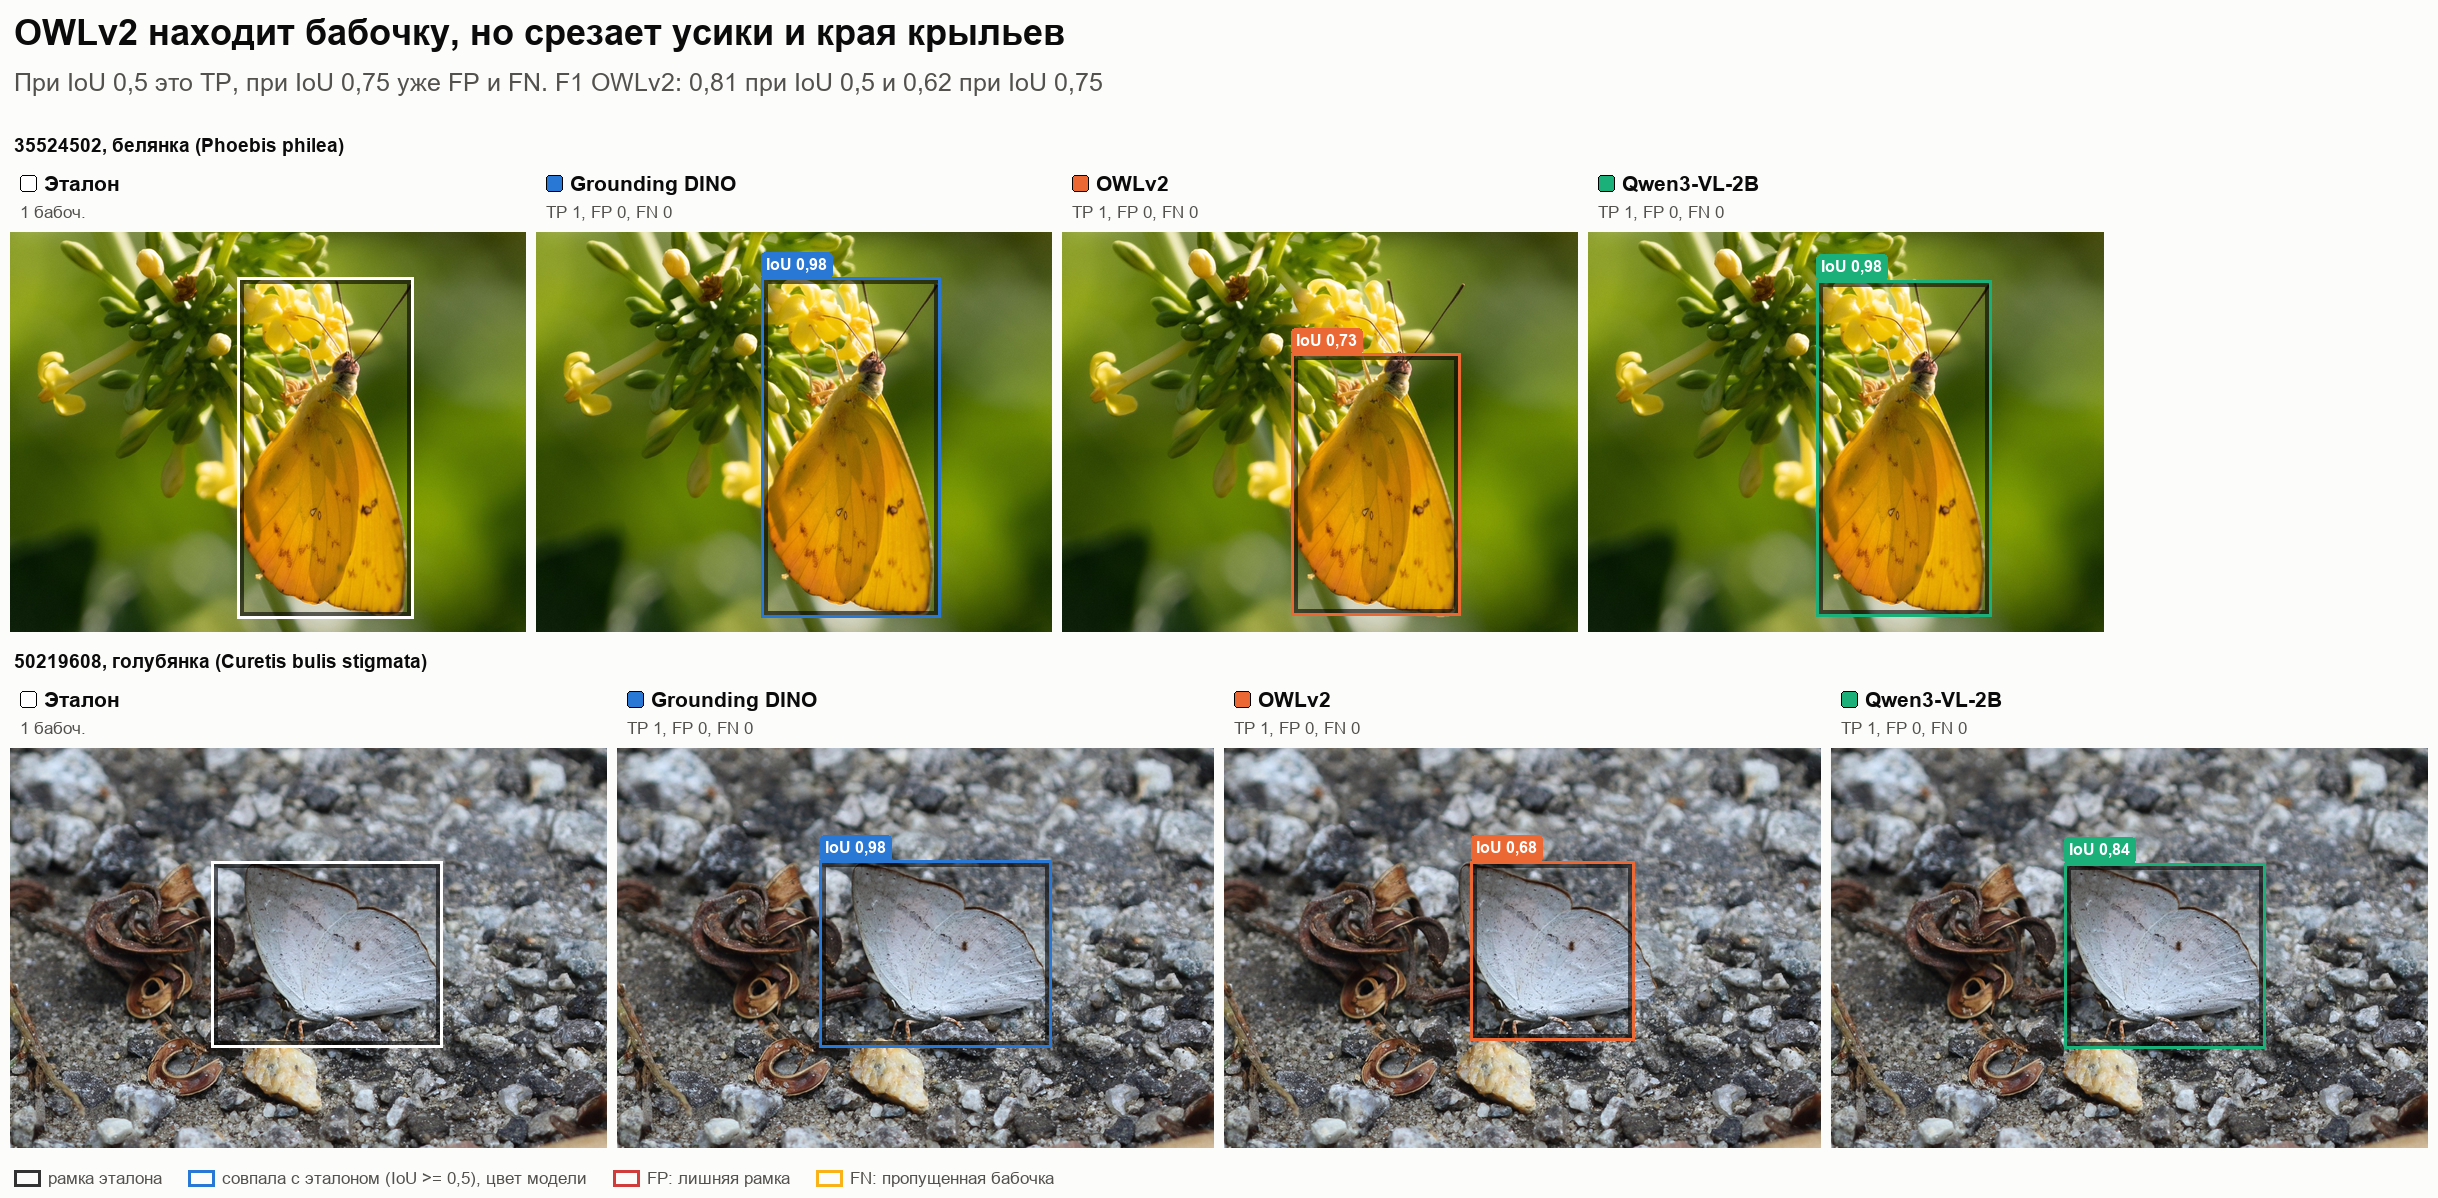 OWLv2 находит бабочку, но срезает усики и края крыльев
При IoU 0,5 это TP, при IoU 0,75 уже FP и FN. F1 OWLv2: 0,81 при IoU 0,5 и 0,62 при IoU 0,75
35524502, белянка (Phoebis philea)
Эталон
1 бабоч.
Grounding DINO
TP 1, FP 0, FN 0
OWLv2
TP 1, FP 0, FN 0
Qwen3-VL-2B
TP 1, FP 0, FN 0
IoU 0,98
IoU 0,73
IoU 0,98
50219608, голубянка (Curetis bulis stigmata)
Эталон
1 бабоч.
Grounding DINO
TP 1, FP 0, FN 0
OWLv2
TP 1, FP 0, FN 0
Qwen3-VL-2B
TP 1, FP 0, FN 0
IoU 0,98
IoU 0,68
IoU 0,84
рамка эталона
совпала с эталоном (IoU >= 0,5), цвет модели
FP: лишняя рамка
FN: пропущенная бабочка